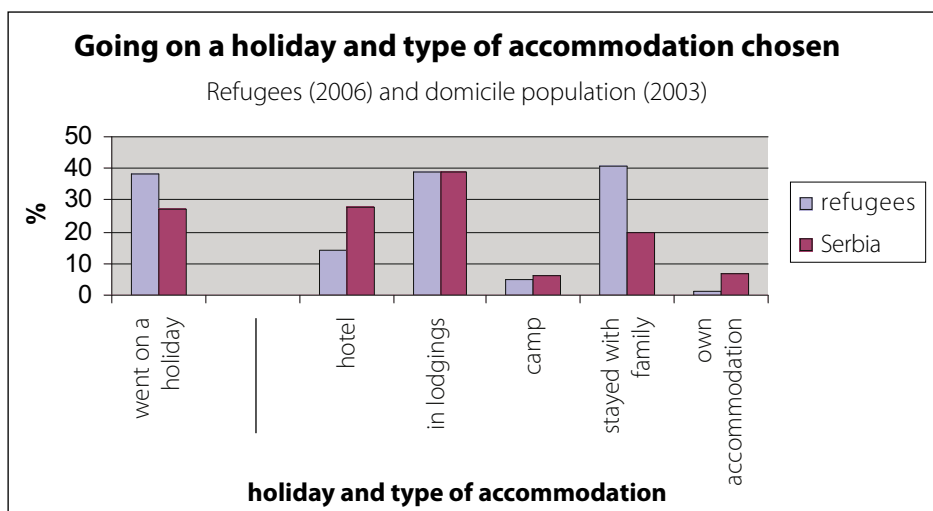 Going on a holiday and type of accommodation chosen
Refugees (2006) and domicile population (2003)
50
40
30
20
10
0
%
refugees
Serbia
went on a
holiday
hotel
in lodgings
camp
stayed with
family
own
accommodation
holiday and type of accommodation